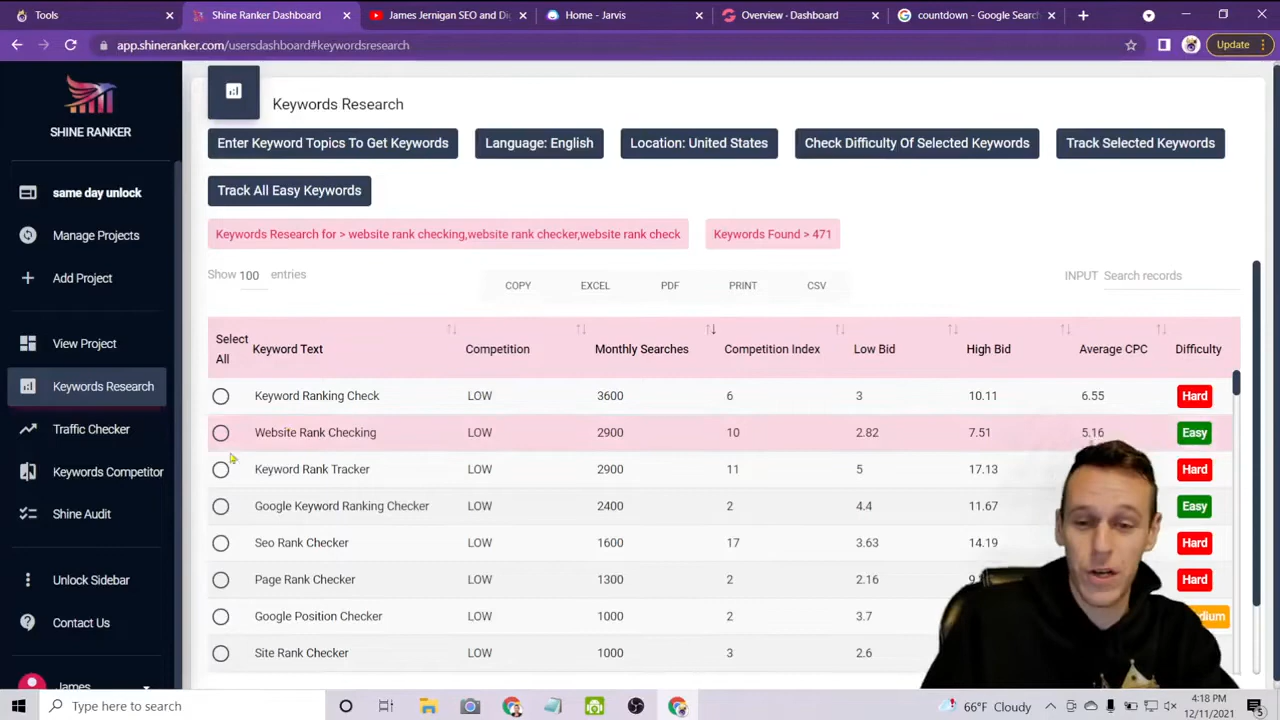 Tools
Shine Ranker Dashboard
James Jernigan SEO and Di
Home - Jarvis
Overview - Dashboard
countdown - Google Search
app.shineranker.com/usersdashboard#keywordsresearch
Update
SHINE RANKER
same day unlock
Manage Projects
Add Project
View Project
Keywords Research
Traffic Checker
Keywords Competitor
Shine Audit
Unlock Sidebar
Contact Us
James
Keywords Research
Enter Keyword Topics To Get Keywords
Language: English
Location: United States
Check Difficulty Of Selected Keywords
Track Selected Keywords
Track All Easy Keywords
Keywords Research for > website rank checking,website rank checker,website rank check
Keywords Found > 471
Show 100 entries
COPY EXCEL PDF PRINT CSV
INPUT Search records
Select All Keyword Text Competition Monthly Searches Competition Index Low Bid High Bid Average CPC Difficulty
Keyword Ranking Check LOW 3600 6 3 10.11 6.55 Hard
Website Rank Checking LOW 2900 10 2.82 7.51 5.16 Easy
Keyword Rank Tracker LOW 2900 11 5 17.13 Hard
Google Keyword Ranking Checker LOW 2400 2 4.4 11.67 Easy
Seo Rank Checker LOW 1600 17 3.63 14.19 Hard
Page Rank Checker LOW 1300 2 2.16 Hard
Google Position Checker LOW 1000 2 3.7
Site Rank Checker LOW 1000 3 2.6
Type here to search
66°F Cloudy
4:18 PM
12/11/2021
5